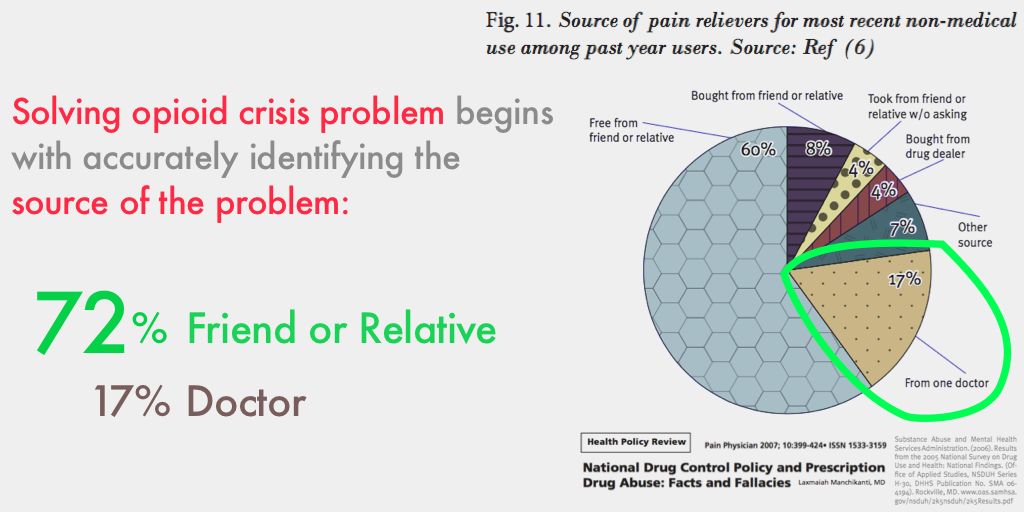 Fig. 11. Source of pain relievers for most recent non-medical
use among past year users. Source: Ref (6)
Solving opioid crisis problem begins
with accurately identifying the
source of the problem:
72% Friend or Relative
17% Doctor
Bought from friend or relative
Took from friend or
relative w/o asking
Free from
friend or relative
Bought from
drug dealer
60%
8%
4%
4%
7%
Other
source
17%
From one doctor
Health Policy Review
Pain Physician 2007; 10:399-424• ISSN 1533-3159
National Drug Control Policy and Prescription
Drug Abuse: Facts and Fallacies
Laxmaiah Manchikanti, MD
Substance Abuse and Mental Health
Services Administration. (2006). Results
from the 2005 National Survey on Drug
Use and Health: National Findings. (Of-
fice of Applied Studies, NSDUH Series
H-30, DHHS Publication No. SMA 06-
4194). Rockville, MD. www.oas.samhsa.
gov/nsduh/2k5nsduh/2k5Results.pdf